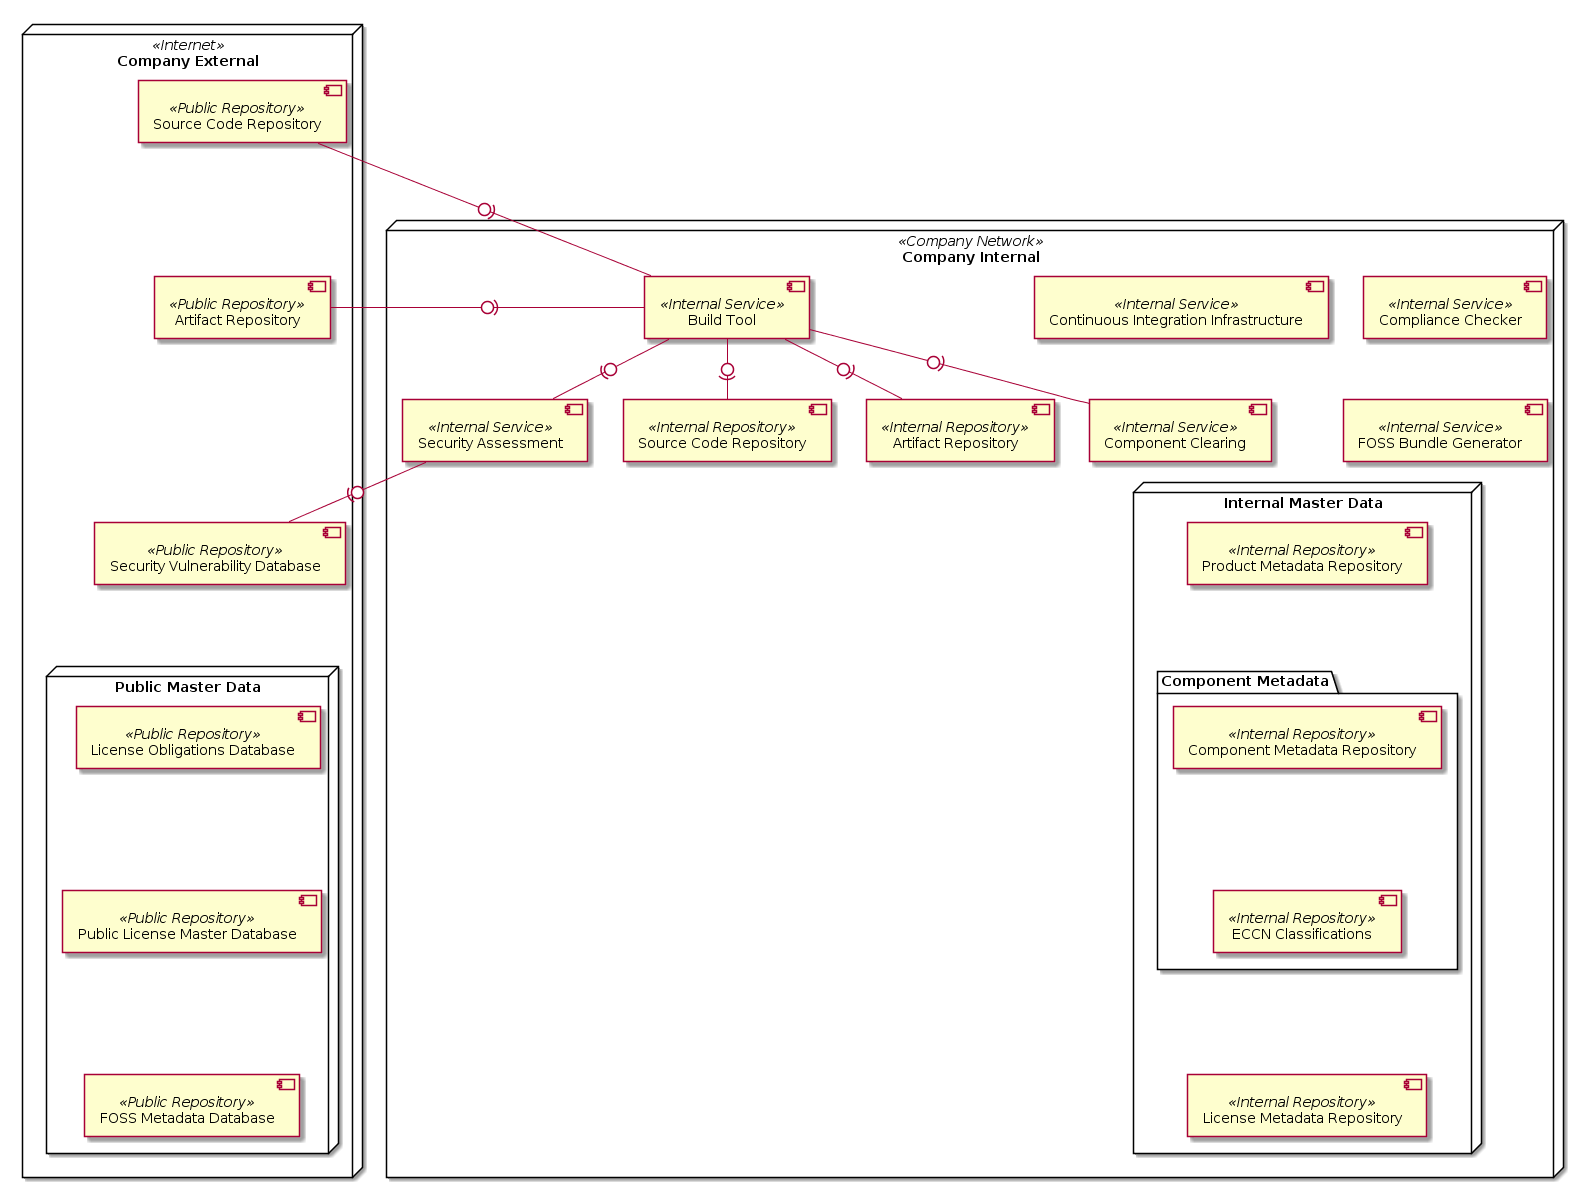 «Internet»
Company External
«Public Repository»
Source Code Repository
«Company Network»
Company Internal
«Public Repository»
Artifact Repository
«Internal Service»
Build Tool
«Internal Service»
Continuous Integration Infrastructure
«Internal Service»
Compliance Checker
«Internal Service»
Security Assessment
«Internal Repository»
Source Code Repository
«Internal Repository»
Artifact Repository
«Internal Service»
Component Clearing
«Internal Service»
FOSS Bundle Generator
Internal Master Data
«Public Repository»
Security Vulnerability Database
«Internal Repository»
Product Metadata Repository
Public Master Data
Component Metadata
«Public Repository»
License Obligations Database
«Internal Repository»
Component Metadata Repository
«Public Repository»
Public License Master Database
«Internal Repository»
ECCN Classifications
«Public Repository»
FOSS Metadata Database
«Internal Repository»
License Metadata Repository